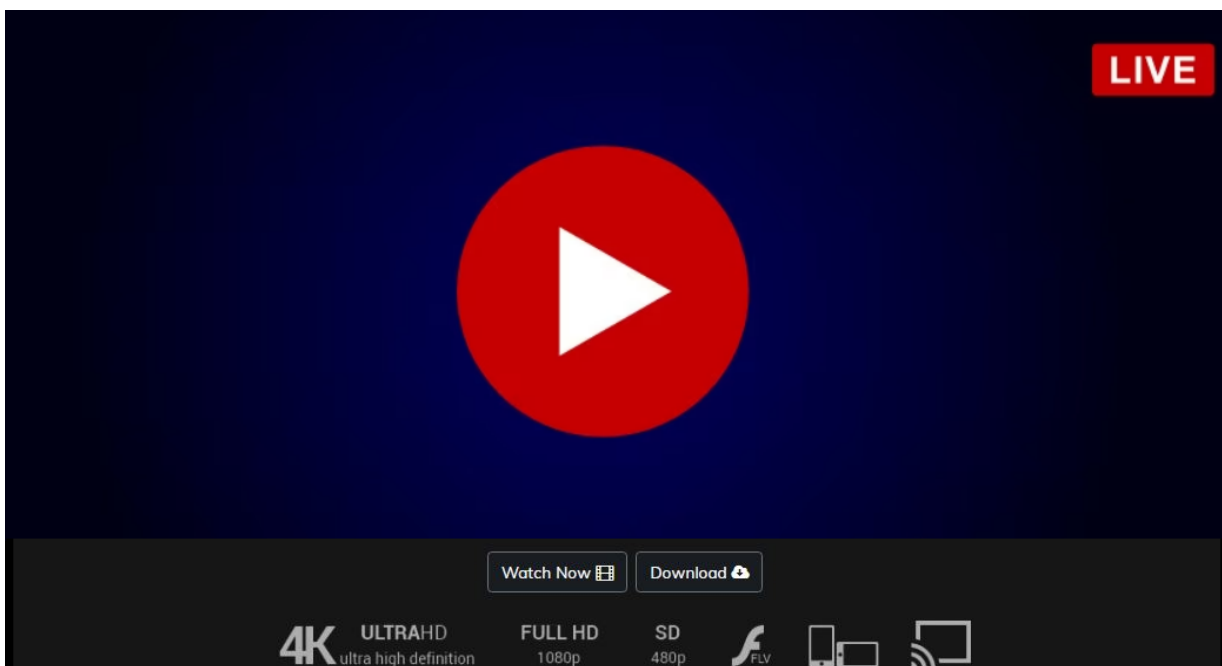 LIVE
Watch Now
Download
4K ULTRAHD
ultra high definition
FULL HD
1080p
SD
480p
FLV